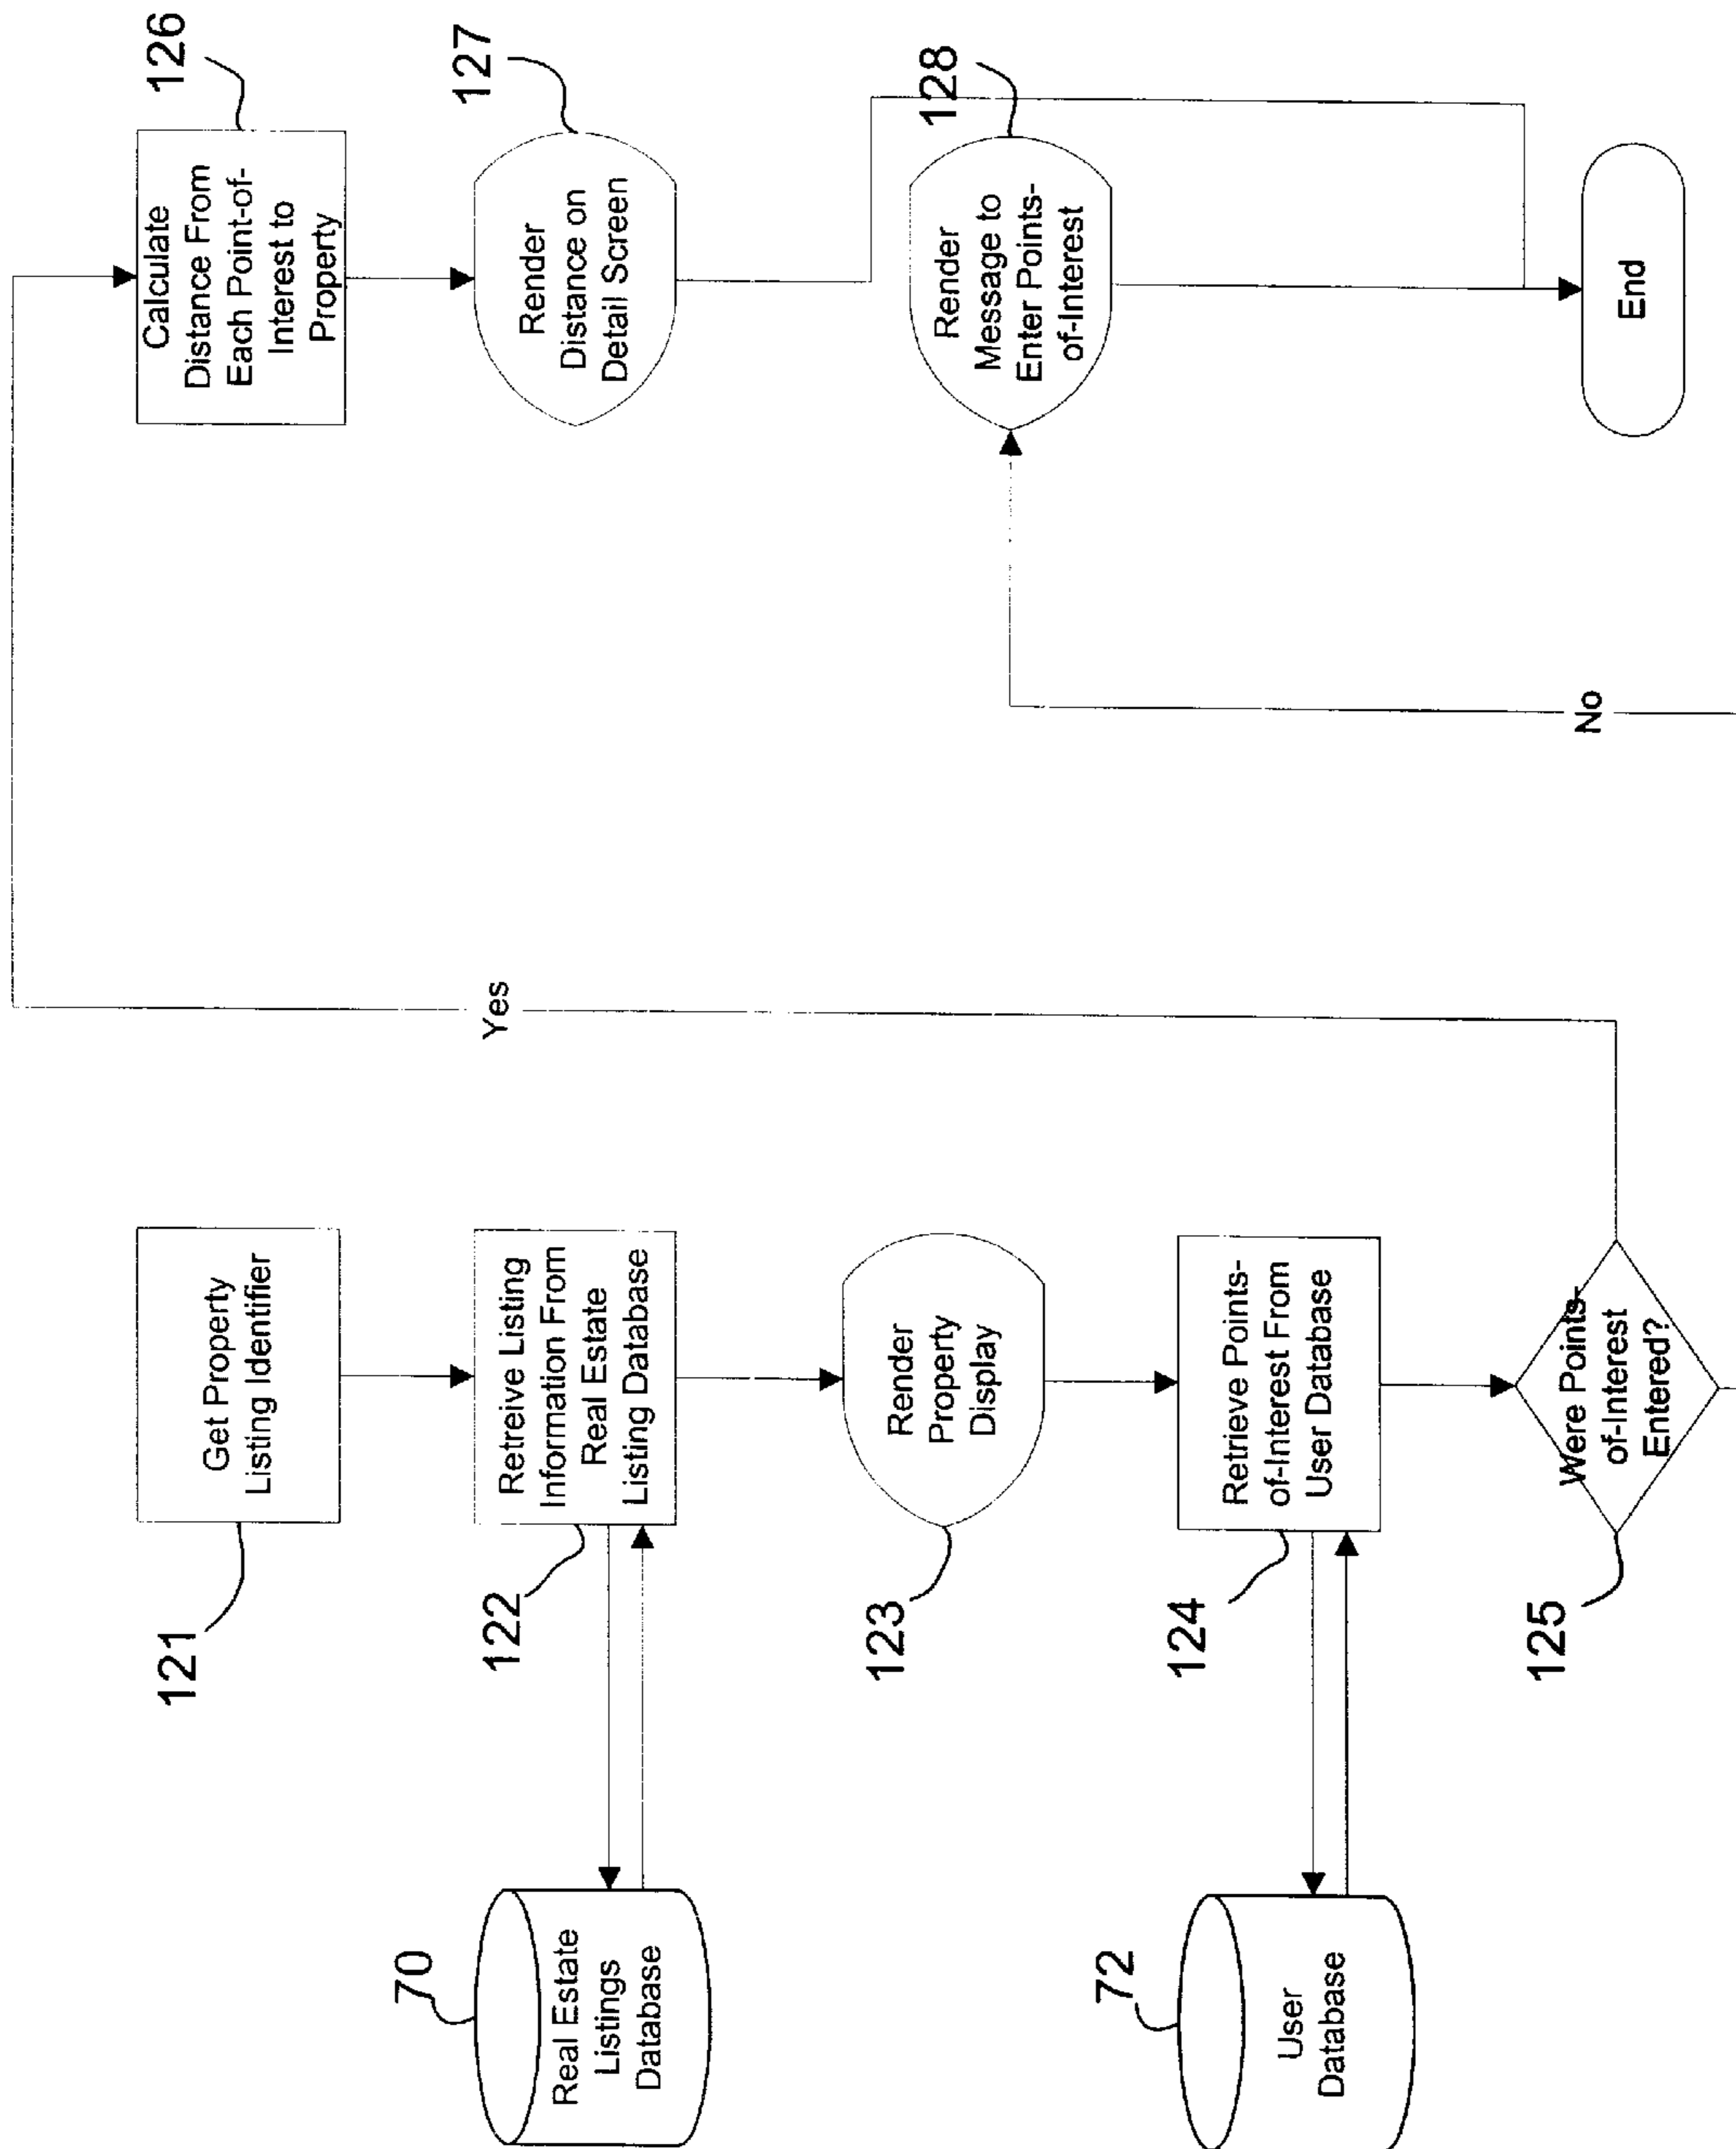 121
Get Property
Listing Identifier
70
Real Estate
Listings
Database
122
Retreive Listing
Information From
Real Estate
Listing Database
123
Render
Property
Display
72
User
Database
124
Retrieve Points-
of-Interest From
User Database
125
Were Points-
of-Interest
Entered?
Yes
No
126
Calculate
Distance From
Each Point-of-
Interest to
Property
127
Render
Distance on
Detail Screen
128
Render
Message to
Enter Points-
of-Interest
End